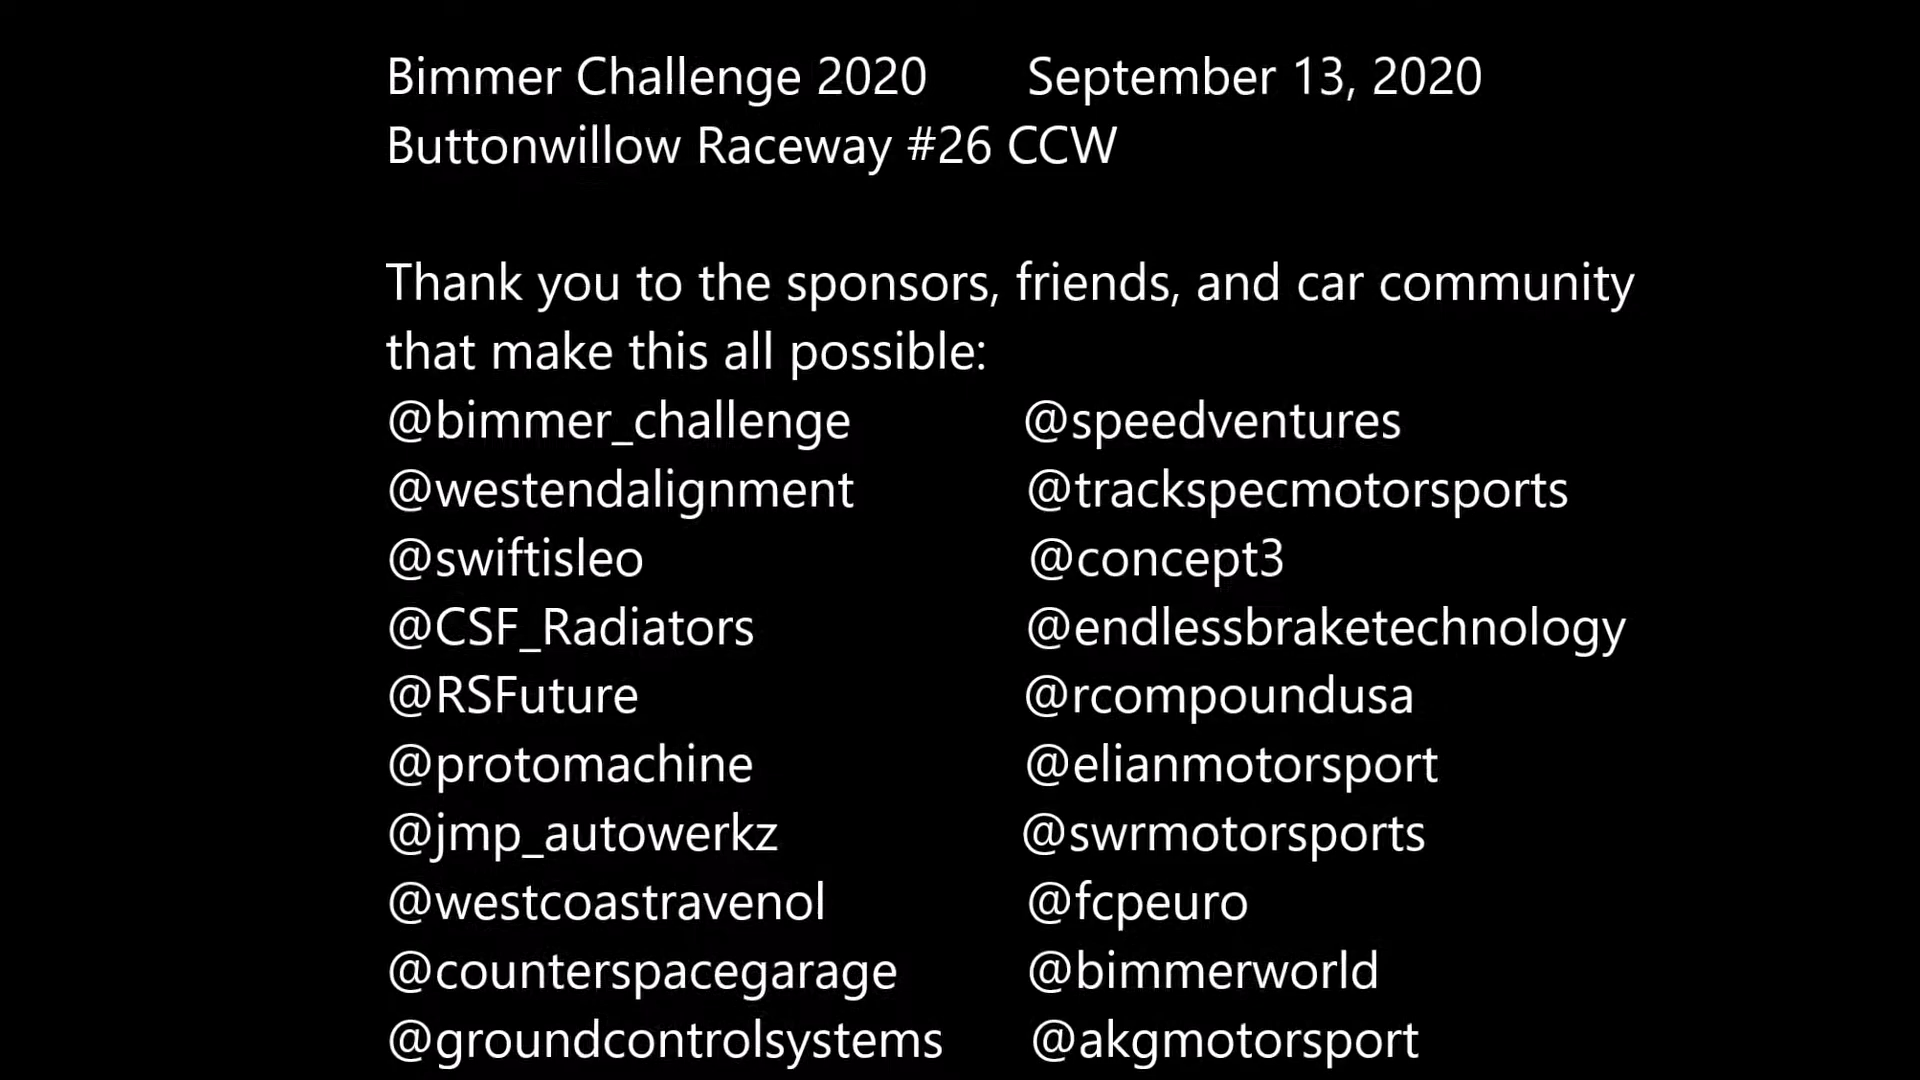 Bimmer Challenge 2020 September 13, 2020
Buttonwillow Raceway #26 CCW
Thank you to the sponsors, friends, and car community
that make this all possible:
@bimmer_challenge @speedventures
@westendalignment @trackspecmotorsports
@swiftisleo @concept3
@CSF_Radiators @endlessbraketechnology
@RSFuture @rcompoundusa
@protomachine @elianmotorsport
@jmp_autowerkz @swrmotorsports
@westcoastravenol @fcpeuro
@counterspacegarage @bimmerworld
@groundcontrolsystems @akgmotorsport